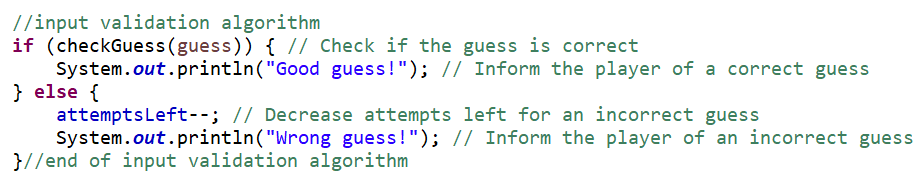 //input validation algorithm
if (checkGuess(guess)) { // Check if the guess is correct
    System.out.println("Good guess!"); // Inform the player of a correct guess
} else {
    attemptsLeft--; // Decrease attempts left for an incorrect guess
    System.out.println("Wrong guess!"); // Inform the player of an incorrect guess
}//end of input validation algorithm